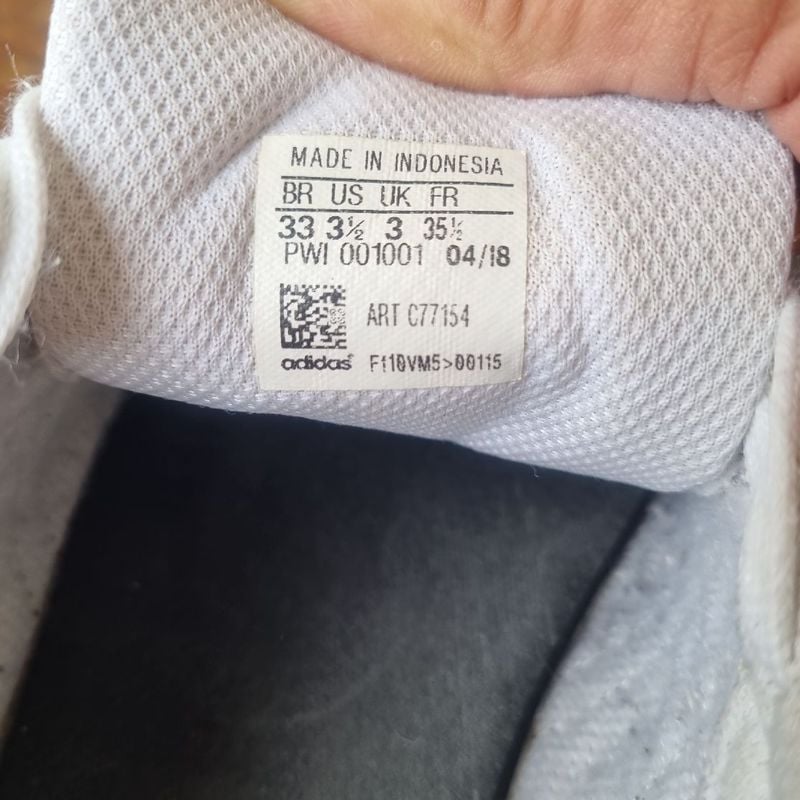 MADE IN INDONESIA
BR US UK FR
33 3½ 3 35½
PWI 001001 04/18
ART C77154
adidas F110VM5>00115